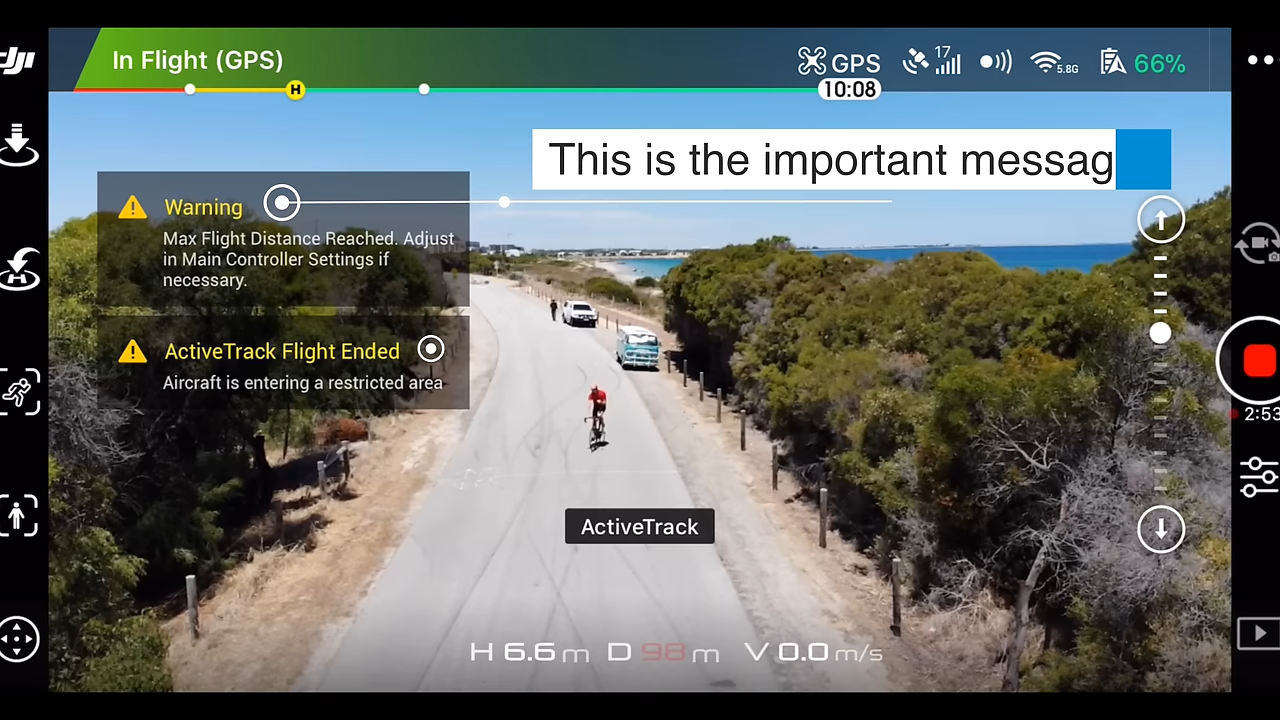 dji
In Flight (GPS)
GPS
17
5.8G
66%
H
10:08
This is the important messag
Warning
Max Flight Distance Reached. Adjust
in Main Controller Settings if
necessary.
ActiveTrack Flight Ended
Aircraft is entering a restricted area
2:53
ActiveTrack
H 6.6 m D 98 m V 0.0 m/s